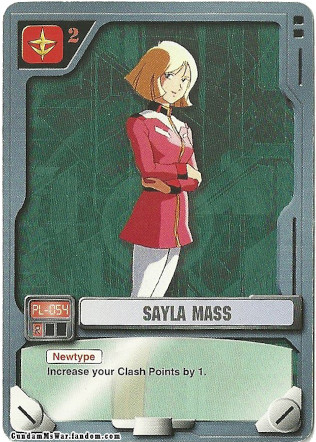 2
PL-054
SAYLA MASS
Newtype
Increase your Clash Points by 1.
GundamMsWar.fandom.com